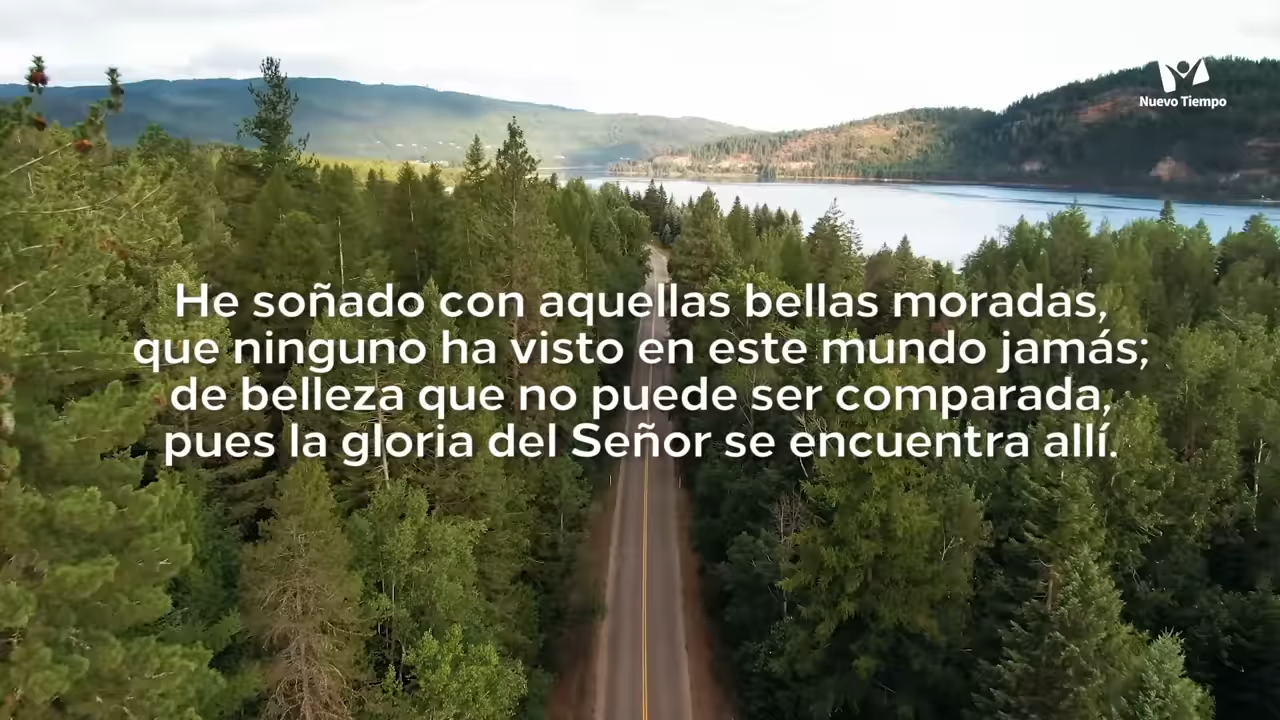 Nuevo Tiempo
He soñado con aquellas bellas moradas,
que ninguno ha visto en este mundo jamás;
de belleza que no puede ser comparada,
pues la gloria del Señor se encuentra allí.